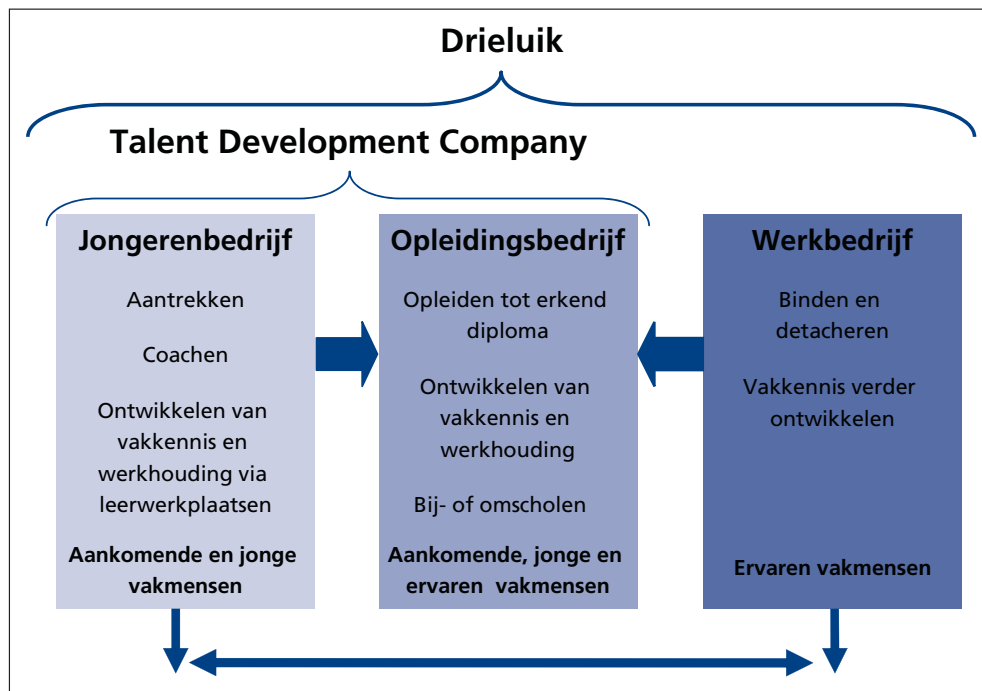 Drieluik
Talent Development Company
Jongerenbedrijf
Aantrekken
Coachen
Ontwikkelen van
vakkennis en
werkhouding via
leerwerkplaatsen
Aankomende en jonge
vakmensen
Opleidingsbedrijf
Opleiden tot erkend
diploma
Ontwikkelen van
vakkennis en
werkhouding
Bij- of omscholen
Aankomende, jonge en
ervaren vakmensen
Werkbedrijf
Binden en
detacheren
Vakkennis verder
ontwikkelen
Ervaren vakmensen